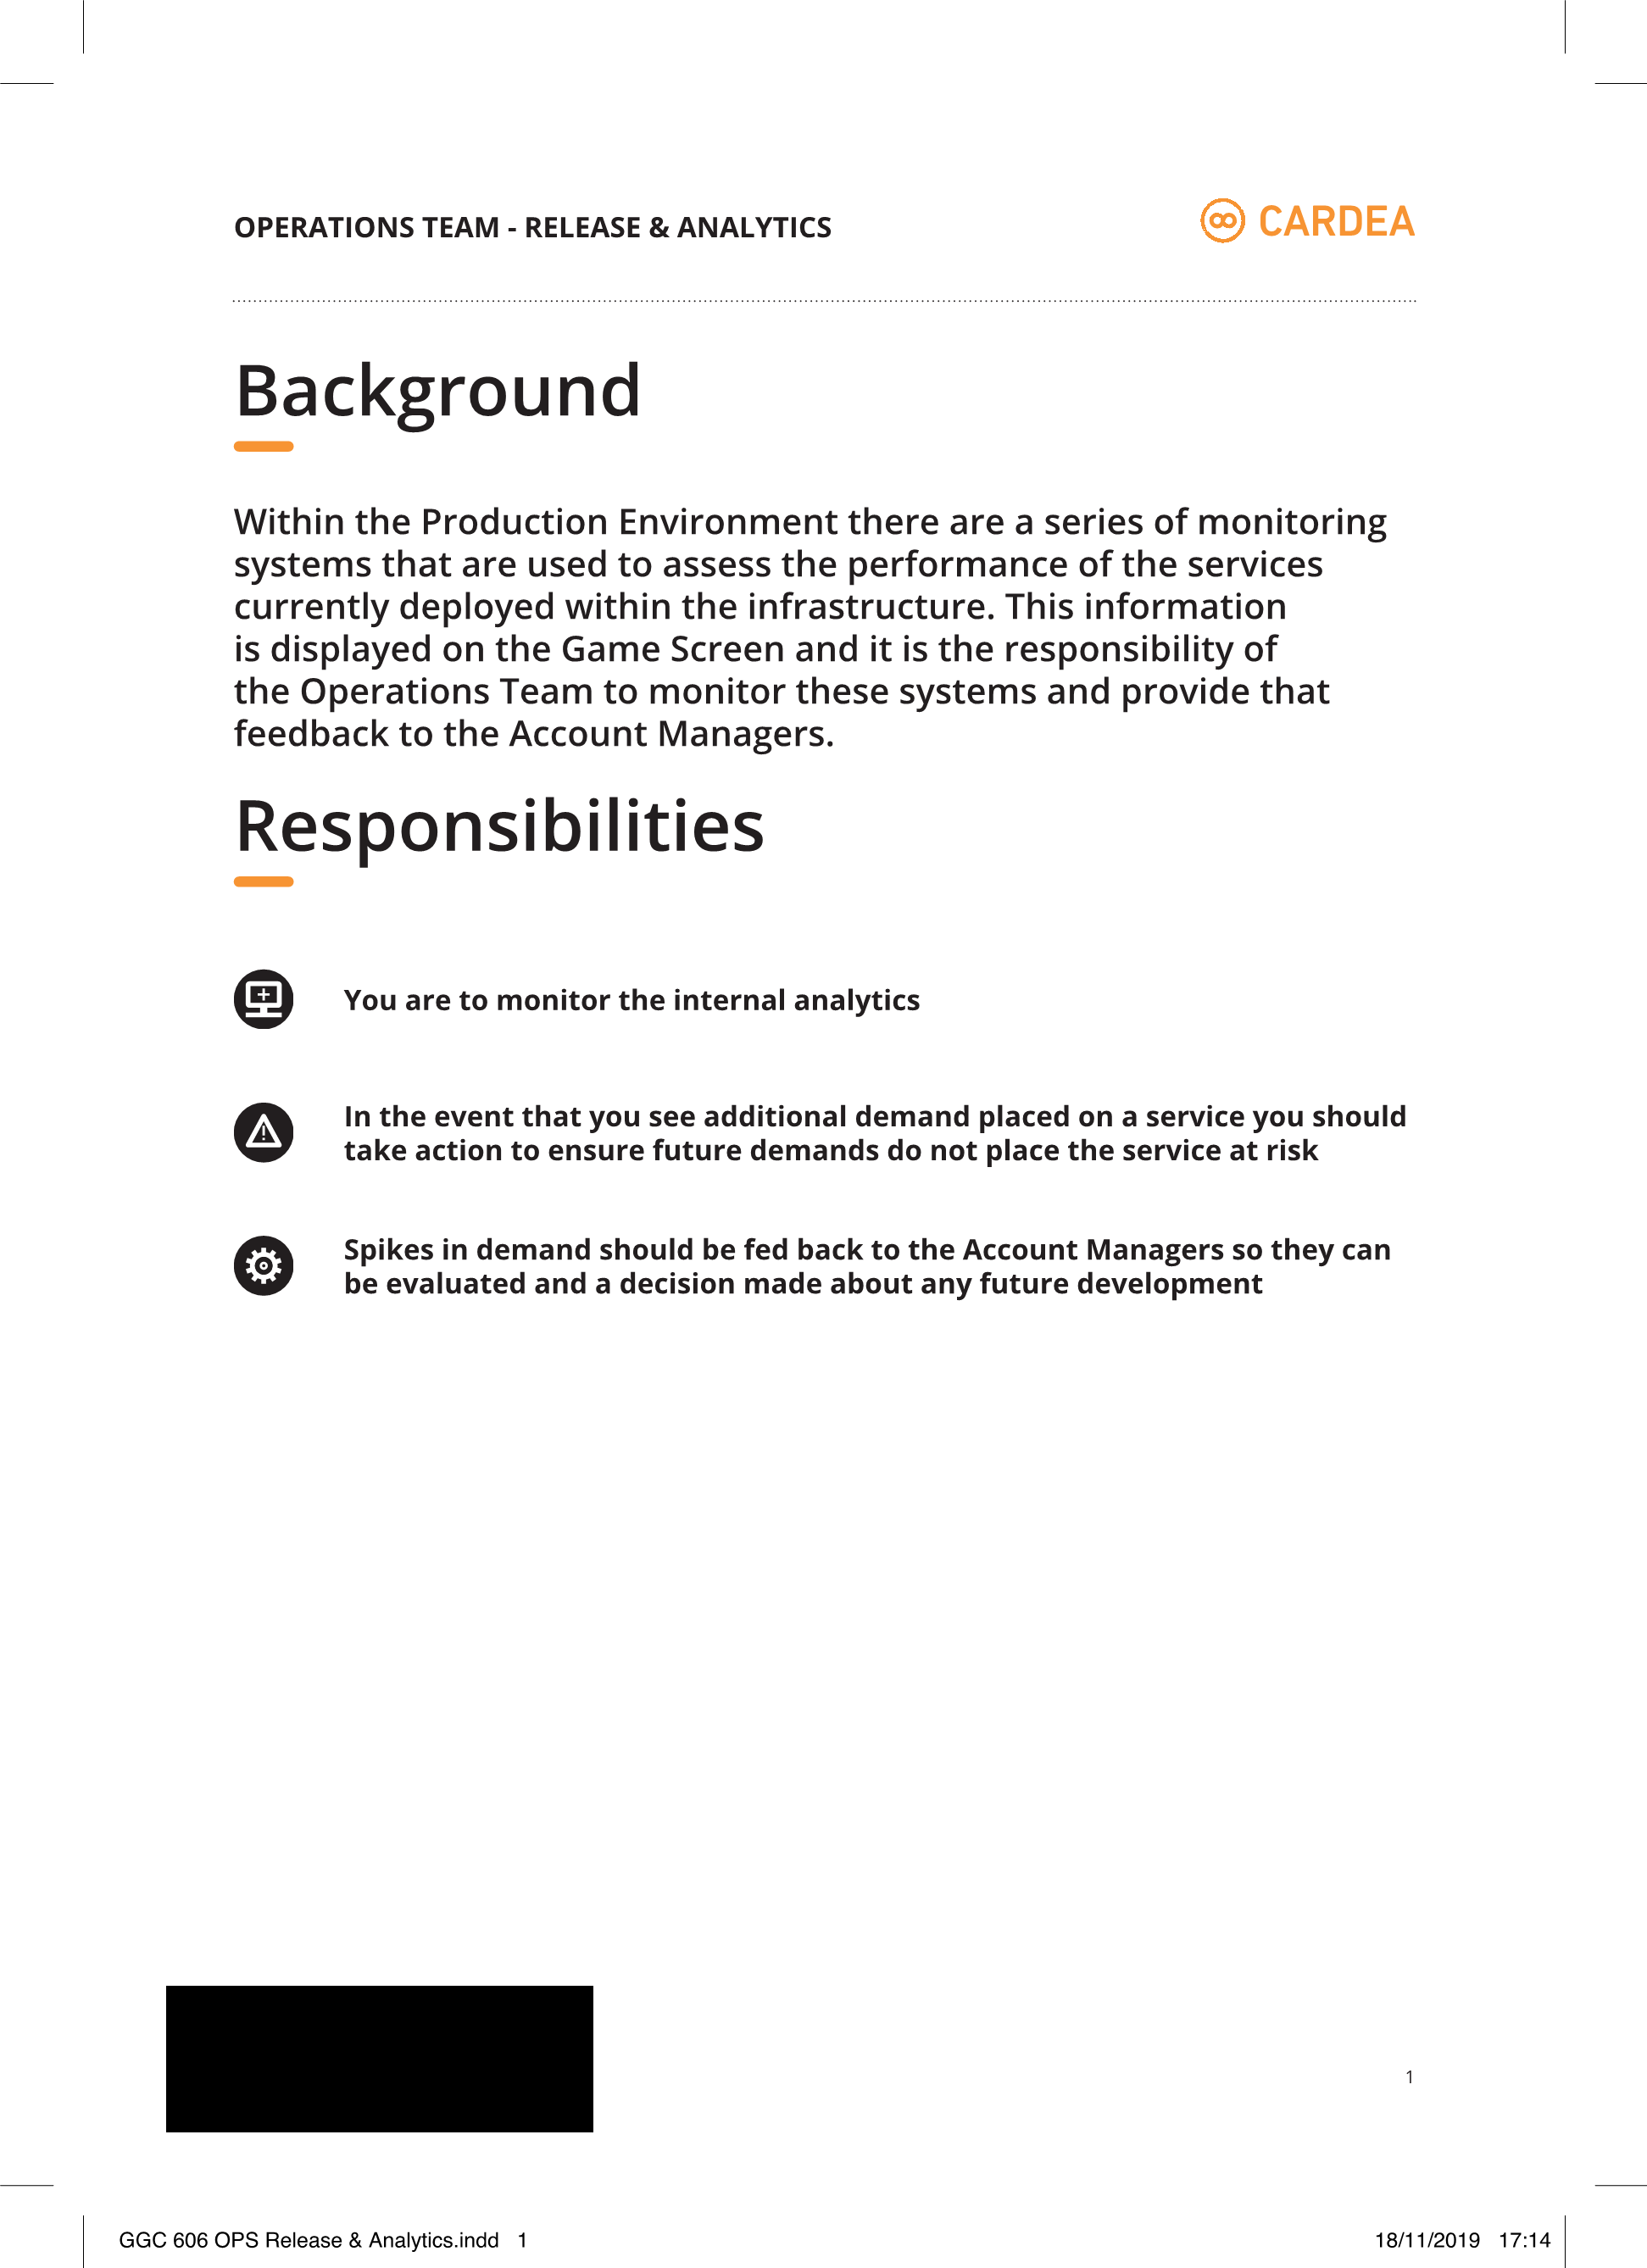 OPERATIONS TEAM - RELEASE & ANALYTICS
CARDEA
Background
Within the Production Environment there are a series of monitoring
systems that are used to assess the performance of the services
currently deployed within the infrastructure. This information
is displayed on the Game Screen and it is the responsibility of
the Operations Team to monitor these systems and provide that
feedback to the Account Managers.
Responsibilities
You are to monitor the internal analytics
In the event that you see additional demand placed on a service you should
take action to ensure future demands do not place the service at risk
Spikes in demand should be fed back to the Account Managers so they can
be evaluated and a decision made about any future development
1
GGC 606 OPS Release & Analytics.indd 1
18/11/2019 17:14